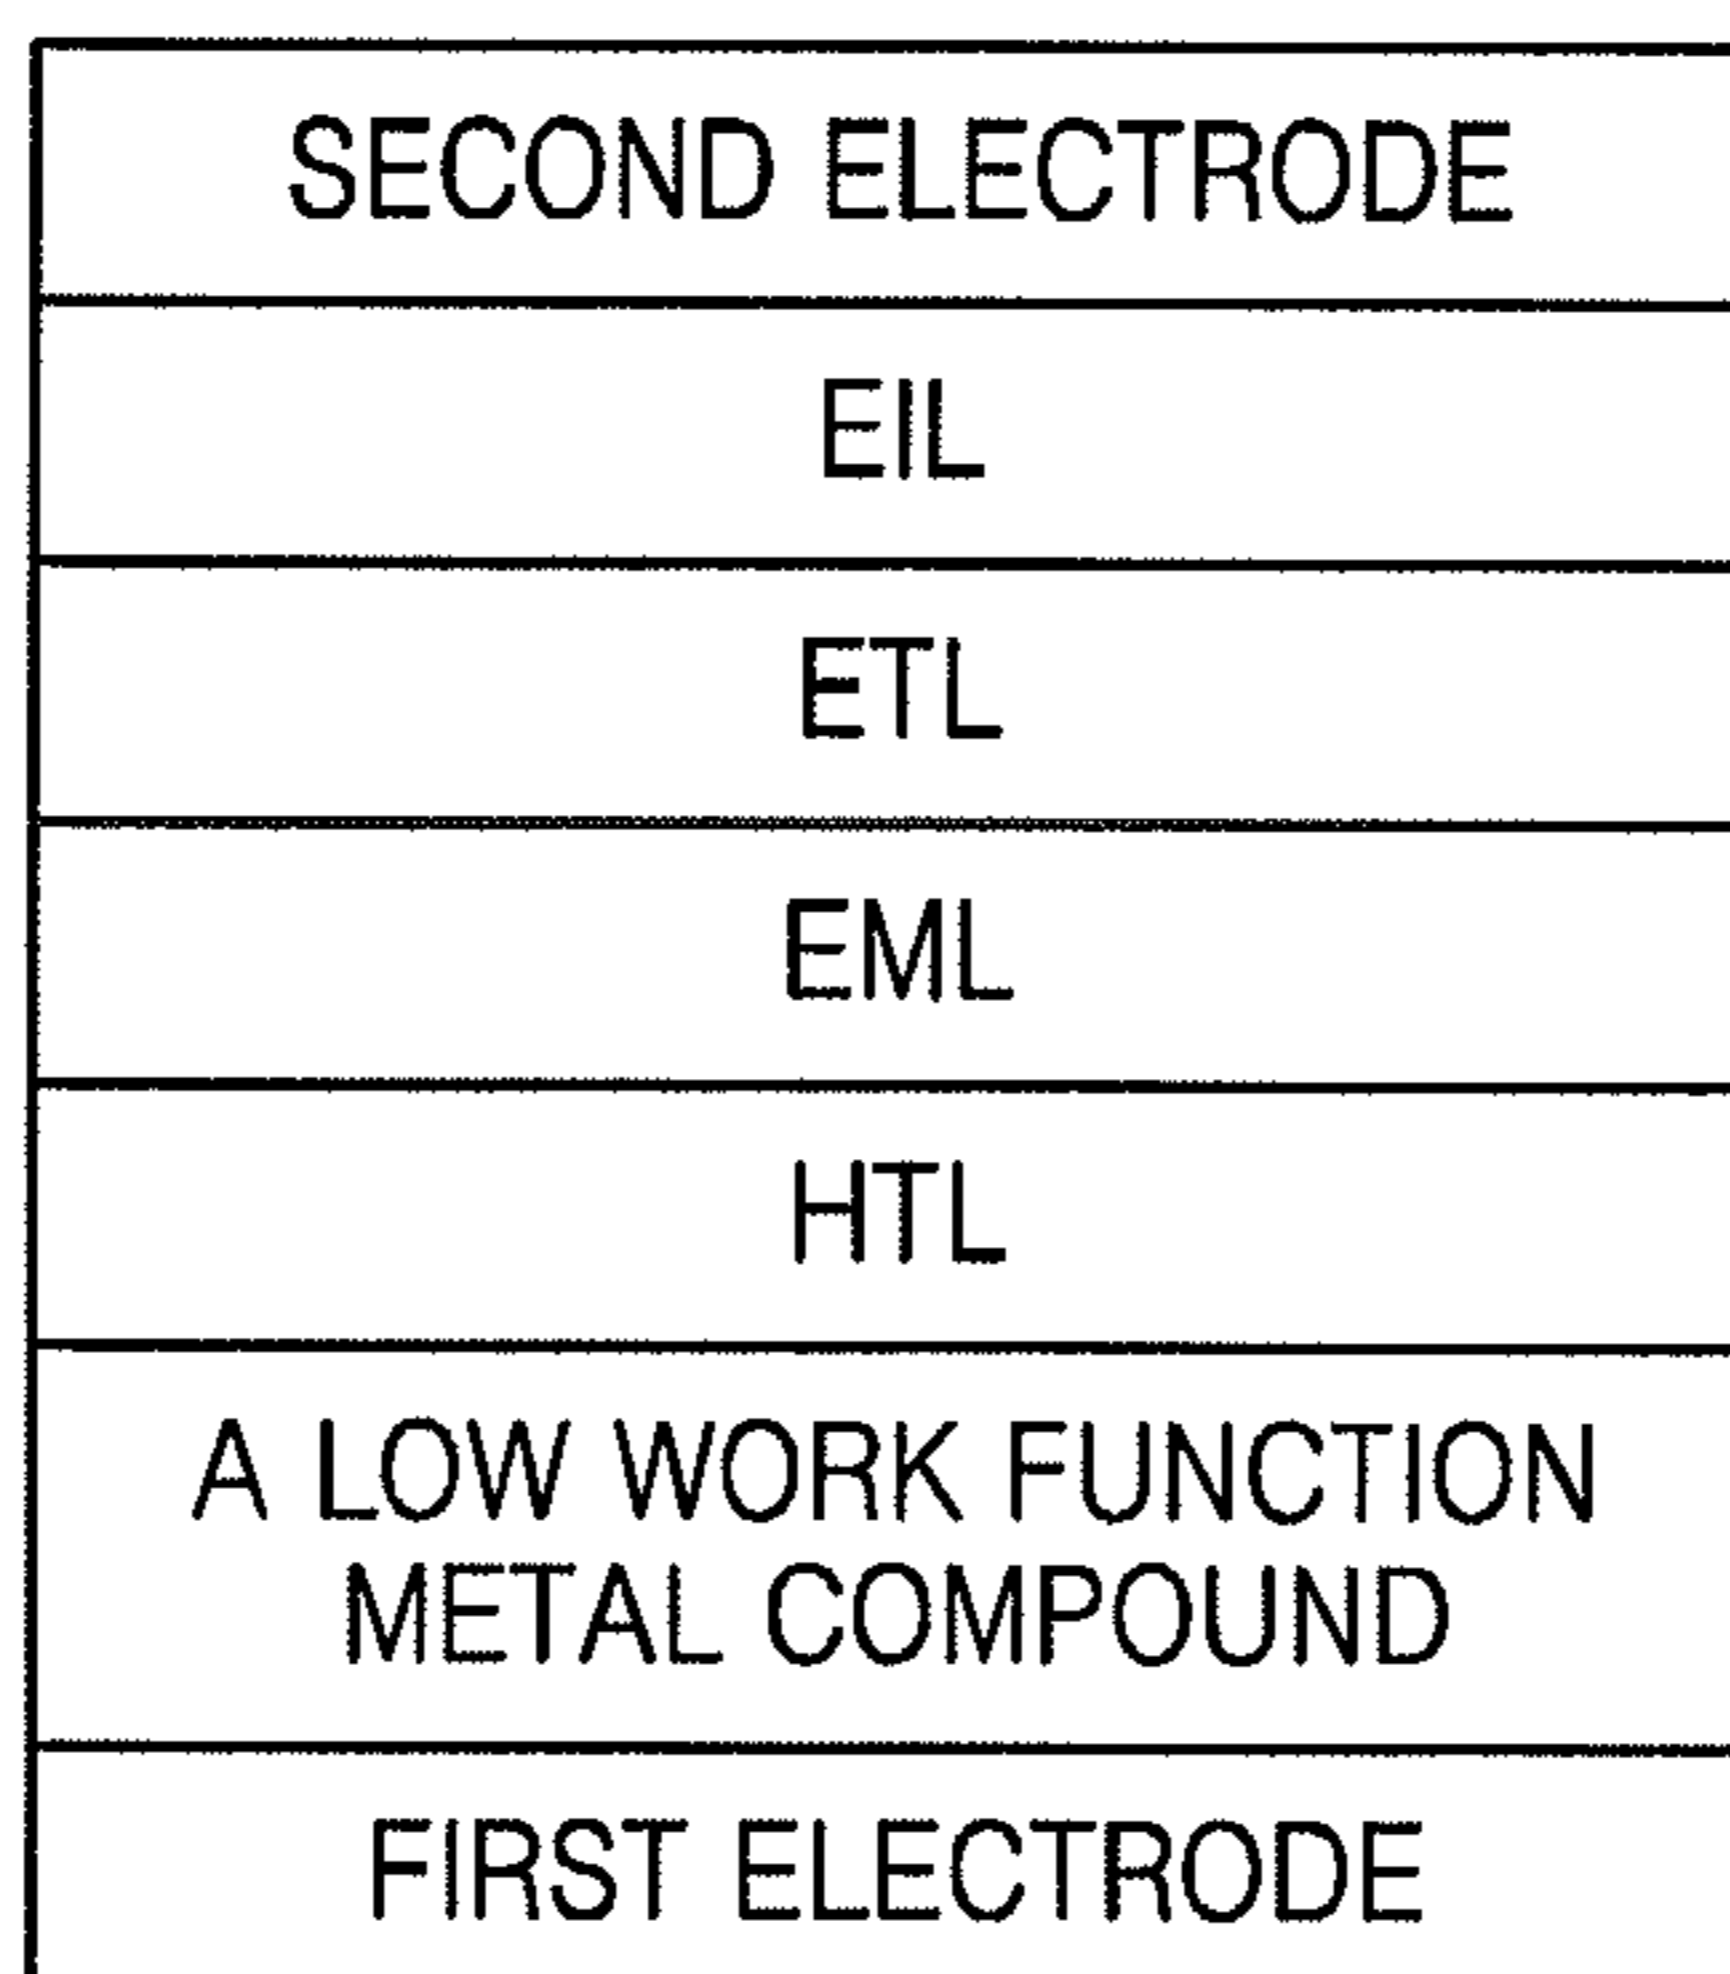 SECOND ELECTRODE
EIL
ETL
EML
HTL
A LOW WORK FUNCTION
METAL COMPOUND
FIRST ELECTRODE